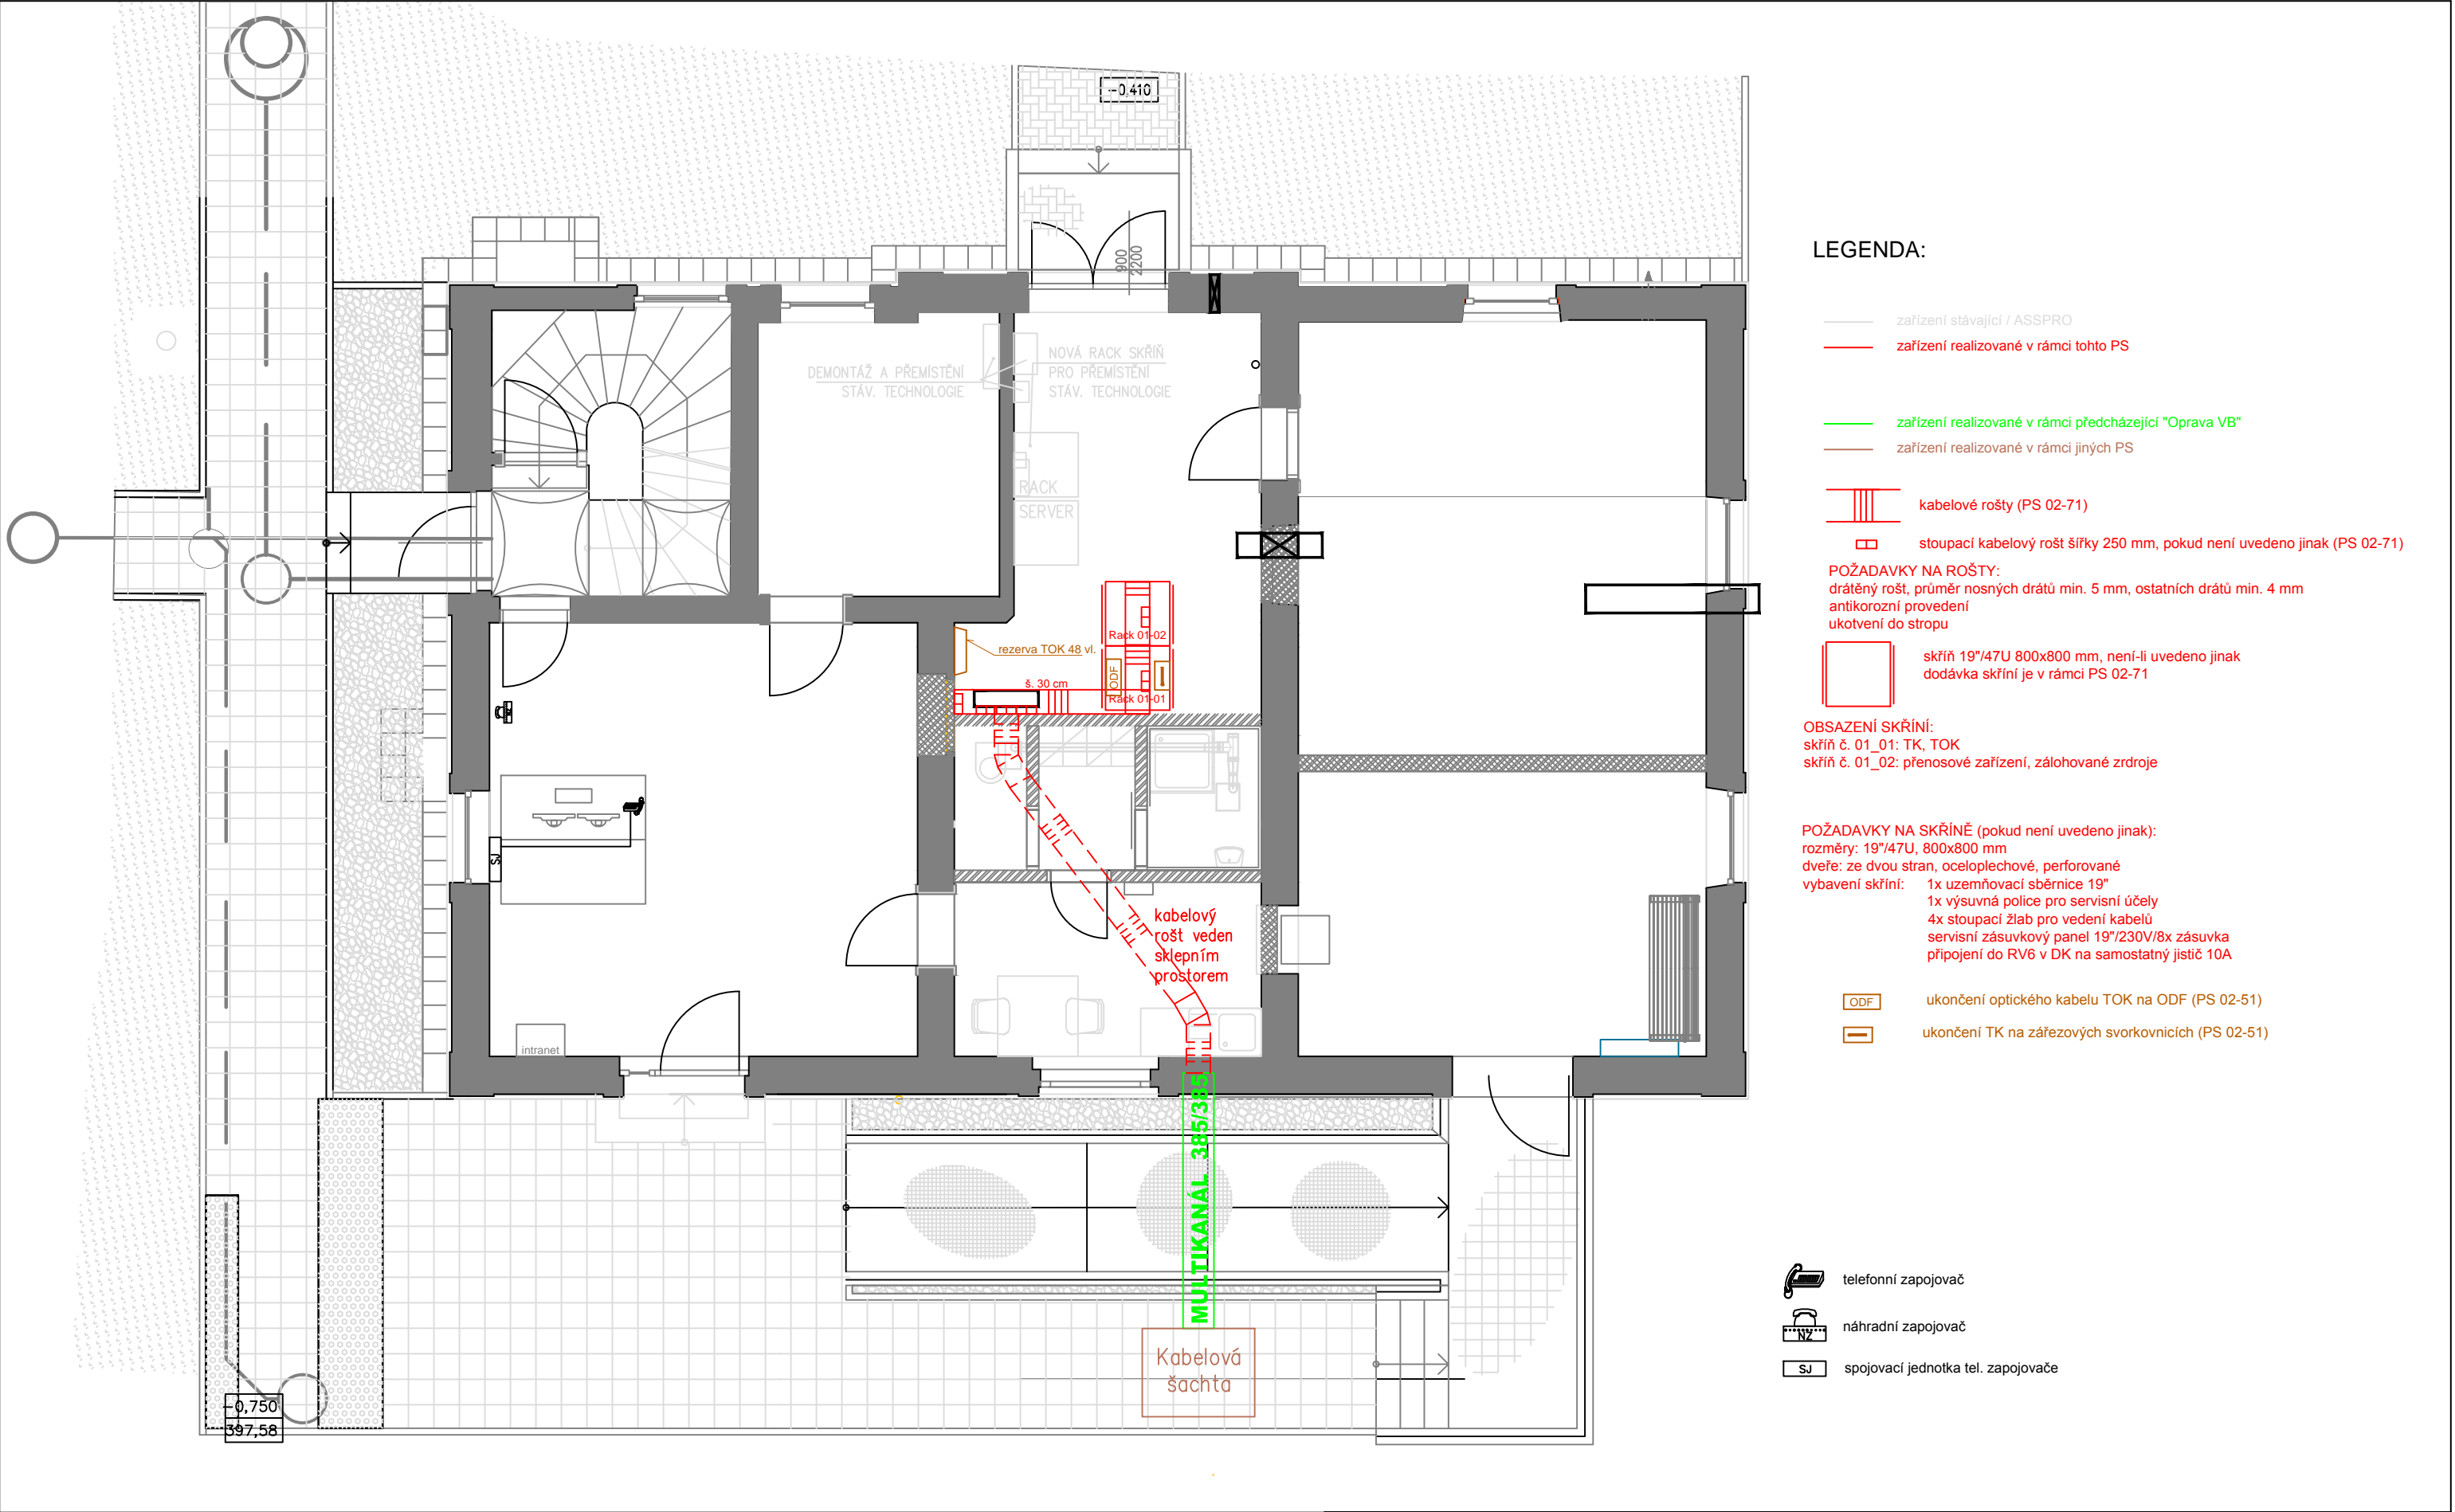 -0,410
900
2200
DEMONTÁŽ A PŘEMÍSTĚNÍ
STÁV. TECHNOLOGIE
NOVÁ RACK SKŘÍŇ
PRO PŘEMÍSTĚNÍ
STÁV. TECHNOLOGIE
RACK
SERVER
Rack 01-02
rezerva TOK 48 vl.
ODF
š. 30 cm
Rack 01-01
NZ
SJ
kabelový
rošt veden
sklepním
prostorem
intranet
MULTIKANÁL 385/385
Kabelová
šachta
-0,750
397,58
LEGENDA:
zařízení stávající / ASSPRO
zařízení realizované v rámci tohto PS
zařízení realizované v rámci předcházející "Oprava VB"
zařízení realizované v rámci jiných PS
kabelové rošty (PS 02-71)
stoupací kabelový rošt šířky 250 mm, pokud není uvedeno jinak (PS 02-71)
POŽADAVKY NA ROŠTY:
drátěný rošt, průměr nosných drátů min. 5 mm, ostatních drátů min. 4 mm
antikorozní provedení
ukotvení do stropu
skříň 19"/47U 800x800 mm, není-li uvedeno jinak
dodávka skříní je v rámci PS 02-71
OBSAZENÍ SKŘÍNÍ:
skříň č. 01_01: TK, TOK
skříň č. 01_02: přenosové zařízení, zálohované zrdroje
POŽADAVKY NA SKŘÍNĚ (pokud není uvedeno jinak):
rozměry: 19"/47U, 800x800 mm
dveře: ze dvou stran, oceloplechové, perforované
vybavení skříní: 1x uzemňovací sběrnice 19"
1x výsuvná police pro servisní účely
4x stoupací žlab pro vedení kabelů
servisní zásuvkový panel 19"/230V/8x zásuvka
připojení do RV6 v DK na samostatný jistič 10A
ODF ukončení optického kabelu TOK na ODF (PS 02-51)
ukončení TK na zářezových svorkovnicích (PS 02-51)
telefonní zapojovač
NZ náhradní zapojovač
SJ spojovací jednotka tel. zapojovače